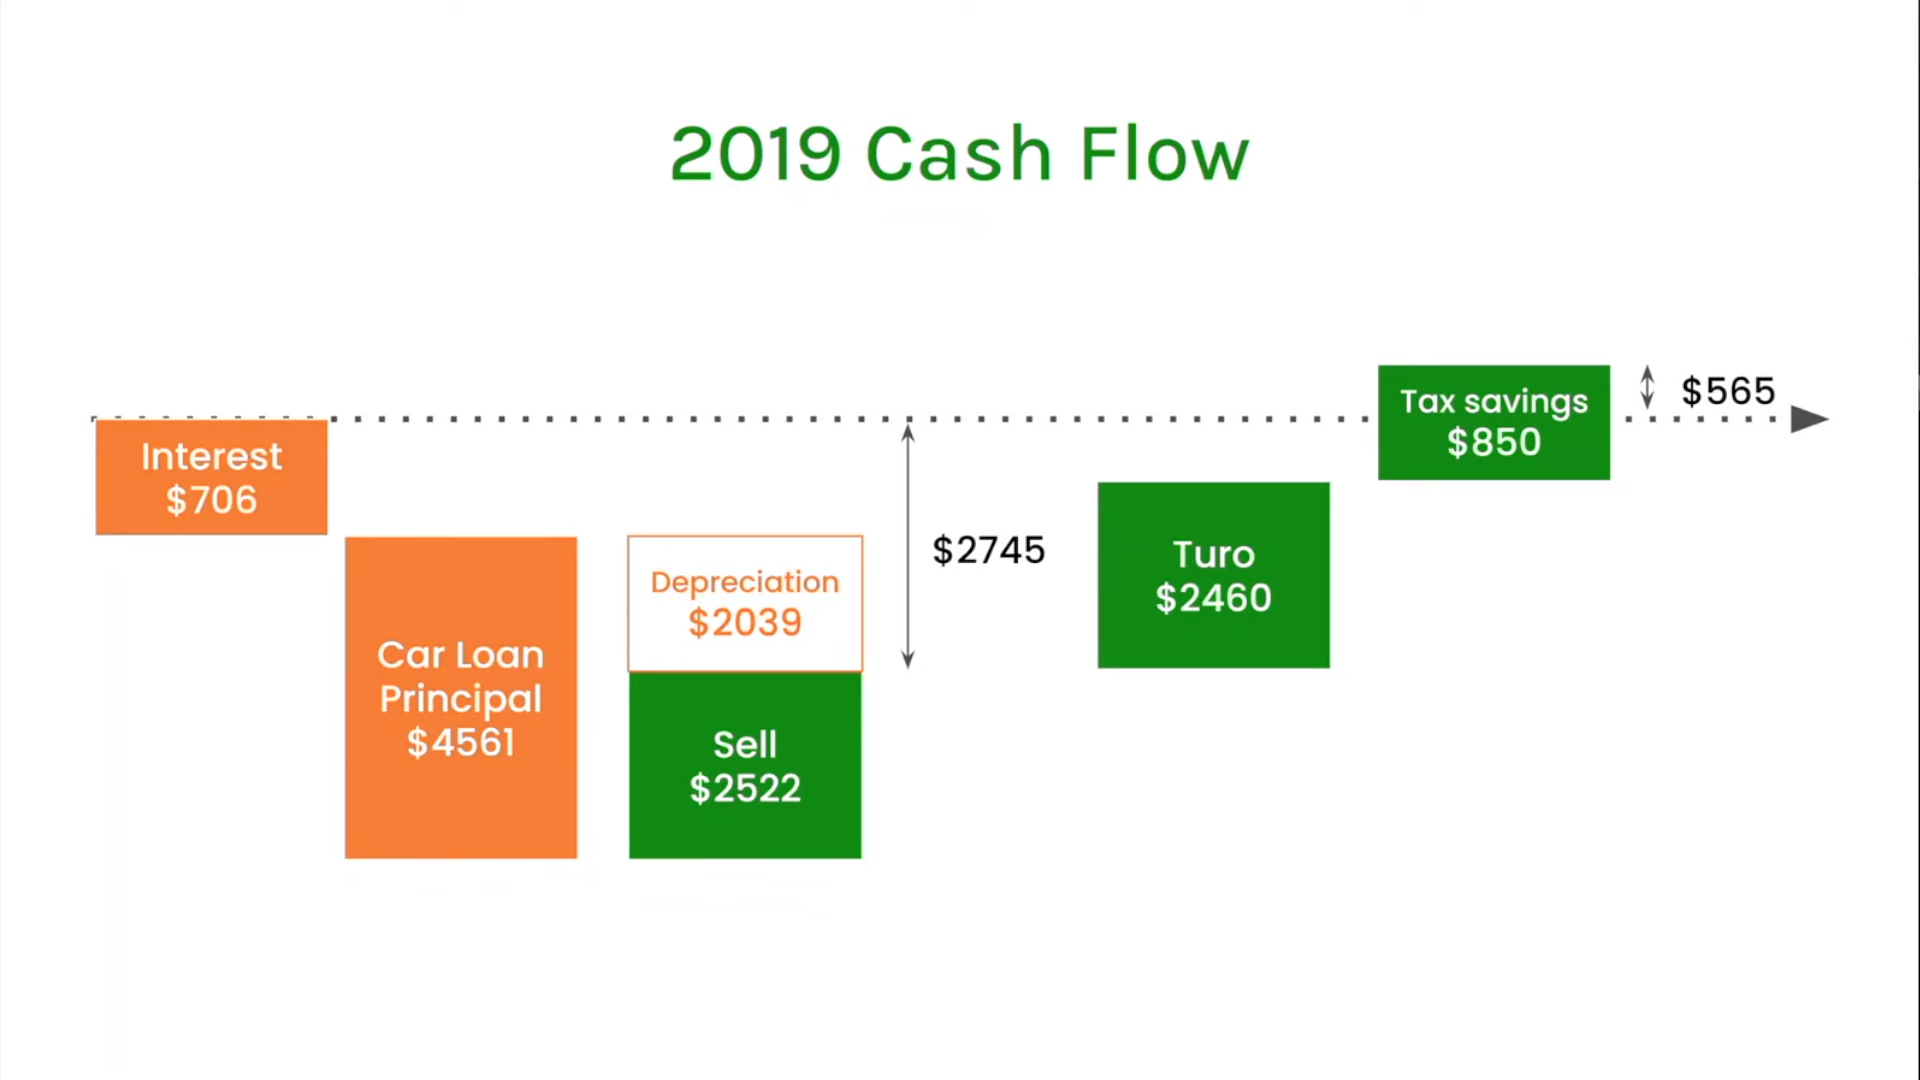 2019 Cash Flow
Interest
$706
Car Loan
Principal
$4561
Depreciation
$2039
Sell
$2522
$2745
Turo
$2460
Tax savings
$850
$565